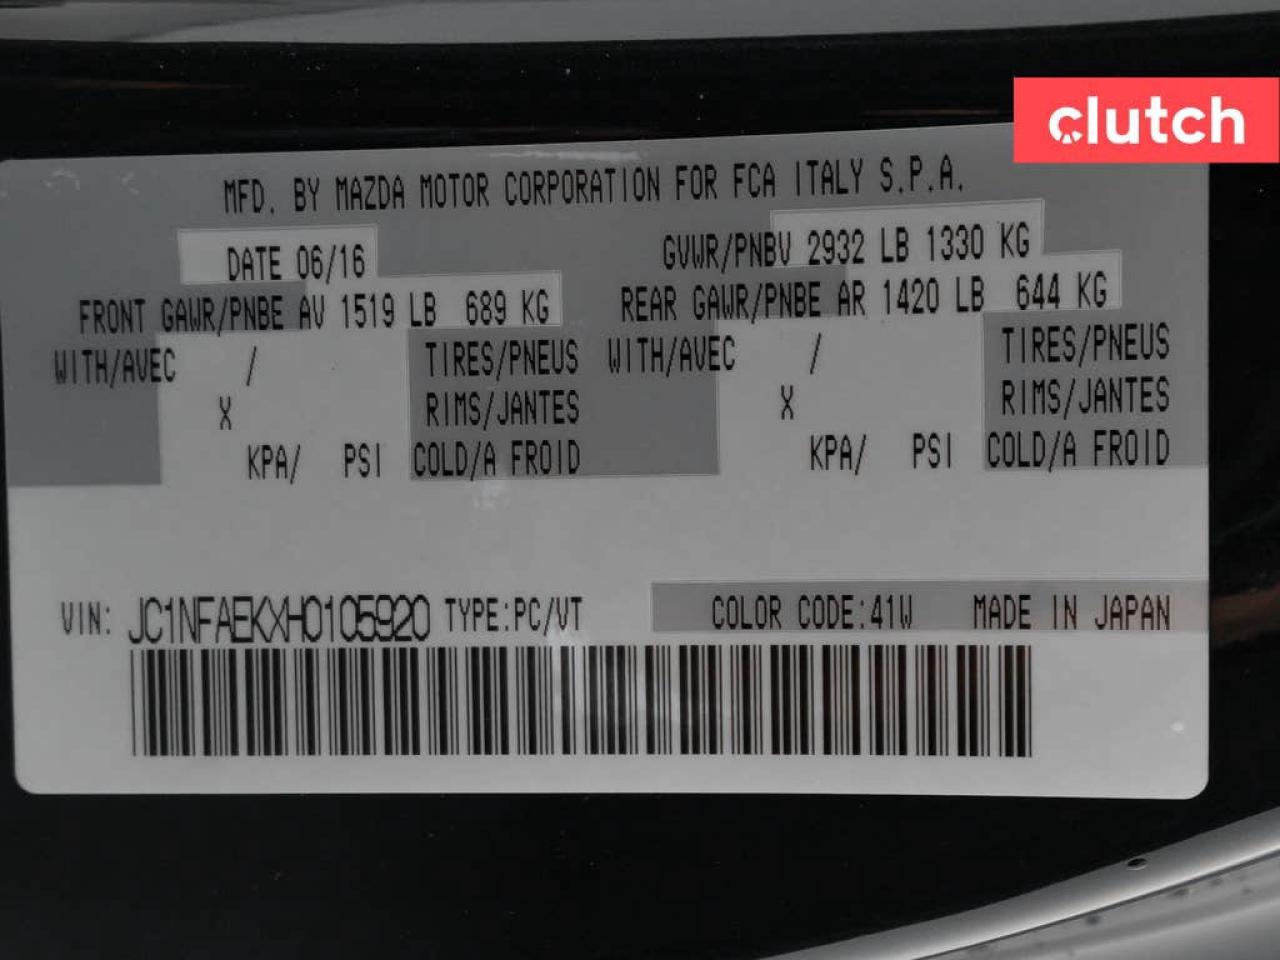 clutch
MFD. BY MAZDA MOTOR CORPORATION FOR FCA ITALY S.P.A.
DATE 06/16 GVWR/PNBV 2932 LB 1330 KG
FRONT GAWR/PNBE AV 1519 LB 689 KG REAR GAWR/PNBE AR 1420 LB 644 KG
WITH/AVEC / TIRES/PNEUS WITH/AVEC / TIRES/PNEUS
X RIMS/JANTES X RIMS/JANTES
KPA/ PSI COLD/A FROID KPA/ PSI COLD/A FROID
VIN: JC1NFAEKXH0105920 TYPE:PC/VT COLOR CODE:41W MADE IN JAPAN